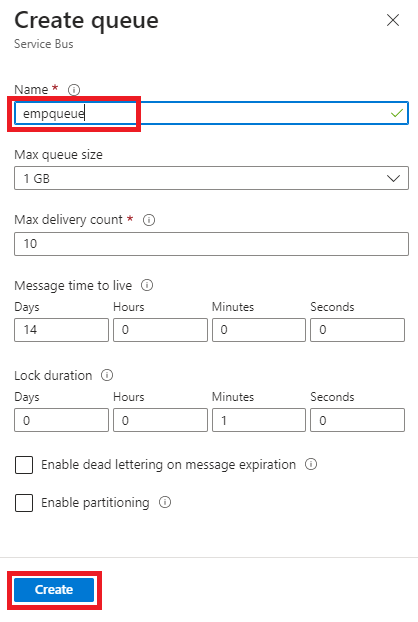 Create queue
Service Bus
Name *
empqueue
Max queue size
1 GB
Max delivery count *
10
Message time to live
Days Hours Minutes Seconds
14 0 0 0
Lock duration
Days Hours Minutes Seconds
0 0 1 0
Enable dead lettering on message expiration
Enable partitioning
Create